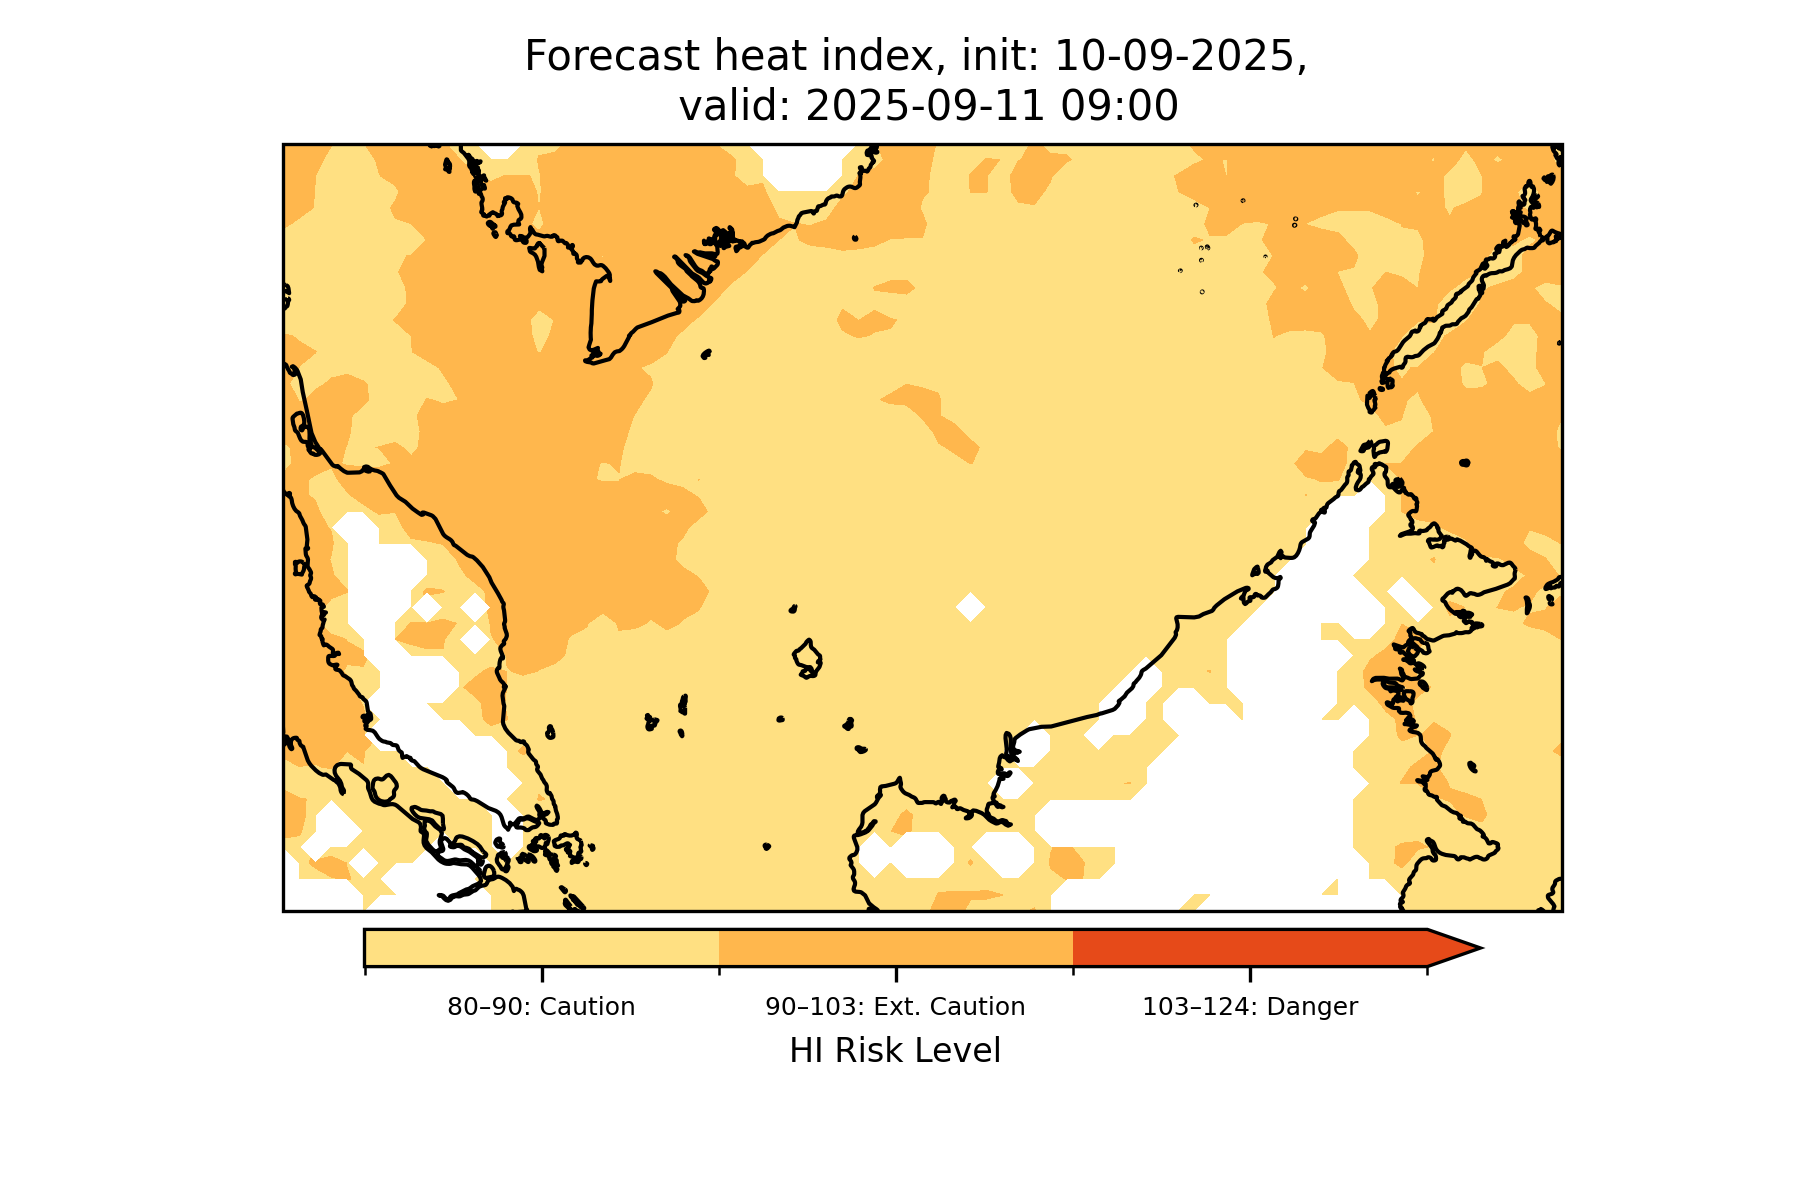 Forecast heat index, init: 10-09-2025,
valid: 2025-09-11 09:00
80–90: Caution
90–103: Ext. Caution
103–124: Danger
HI Risk Level